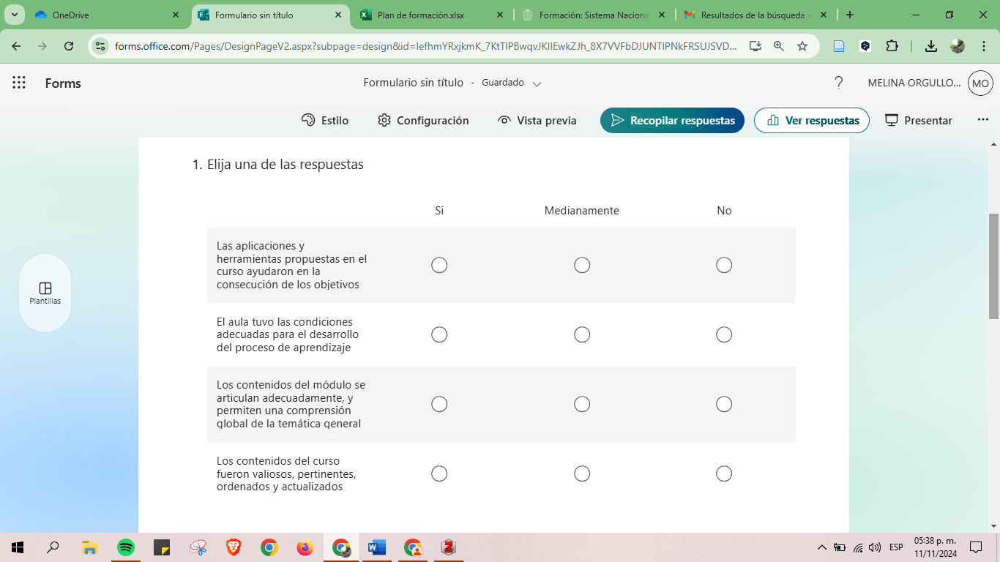 OneDrive
Formulario sin título
Plan de formación.xlsx
Formación: Sistema Naciona
Resultados de la búsqueda -
forms.office.com/Pages/DesignPageV2.aspx?subpage=design&id=IefhmYRxjkmK_7KtTIPBwqvJKIIEwkZJh_8X7VVFbDJUNTlPNkFRSUJSVD...
Forms
Formulario sin título - Guardado
?
MELINA ORGULLO...
MO
Estilo
Configuración
Vista previa
Recopilar respuestas
Ver respuestas
Presentar
...
Plantillas
1. Elija una de las respuestas
Si
Medianamente
No
Las aplicaciones y
herramientas propuestas en el
curso ayudaron en la
consecución de los objetivos
El aula tuvo las condiciones
adecuadas para el desarrollo
del proceso de aprendizaje
Los contenidos del módulo se
articulan adecuadamente, y
permiten una comprensión
global de la temática general
Los contenidos del curso
fueron valiosos, pertinentes,
ordenados y actualizados
W
Z
ESP
05:38 p. m.
11/11/2024